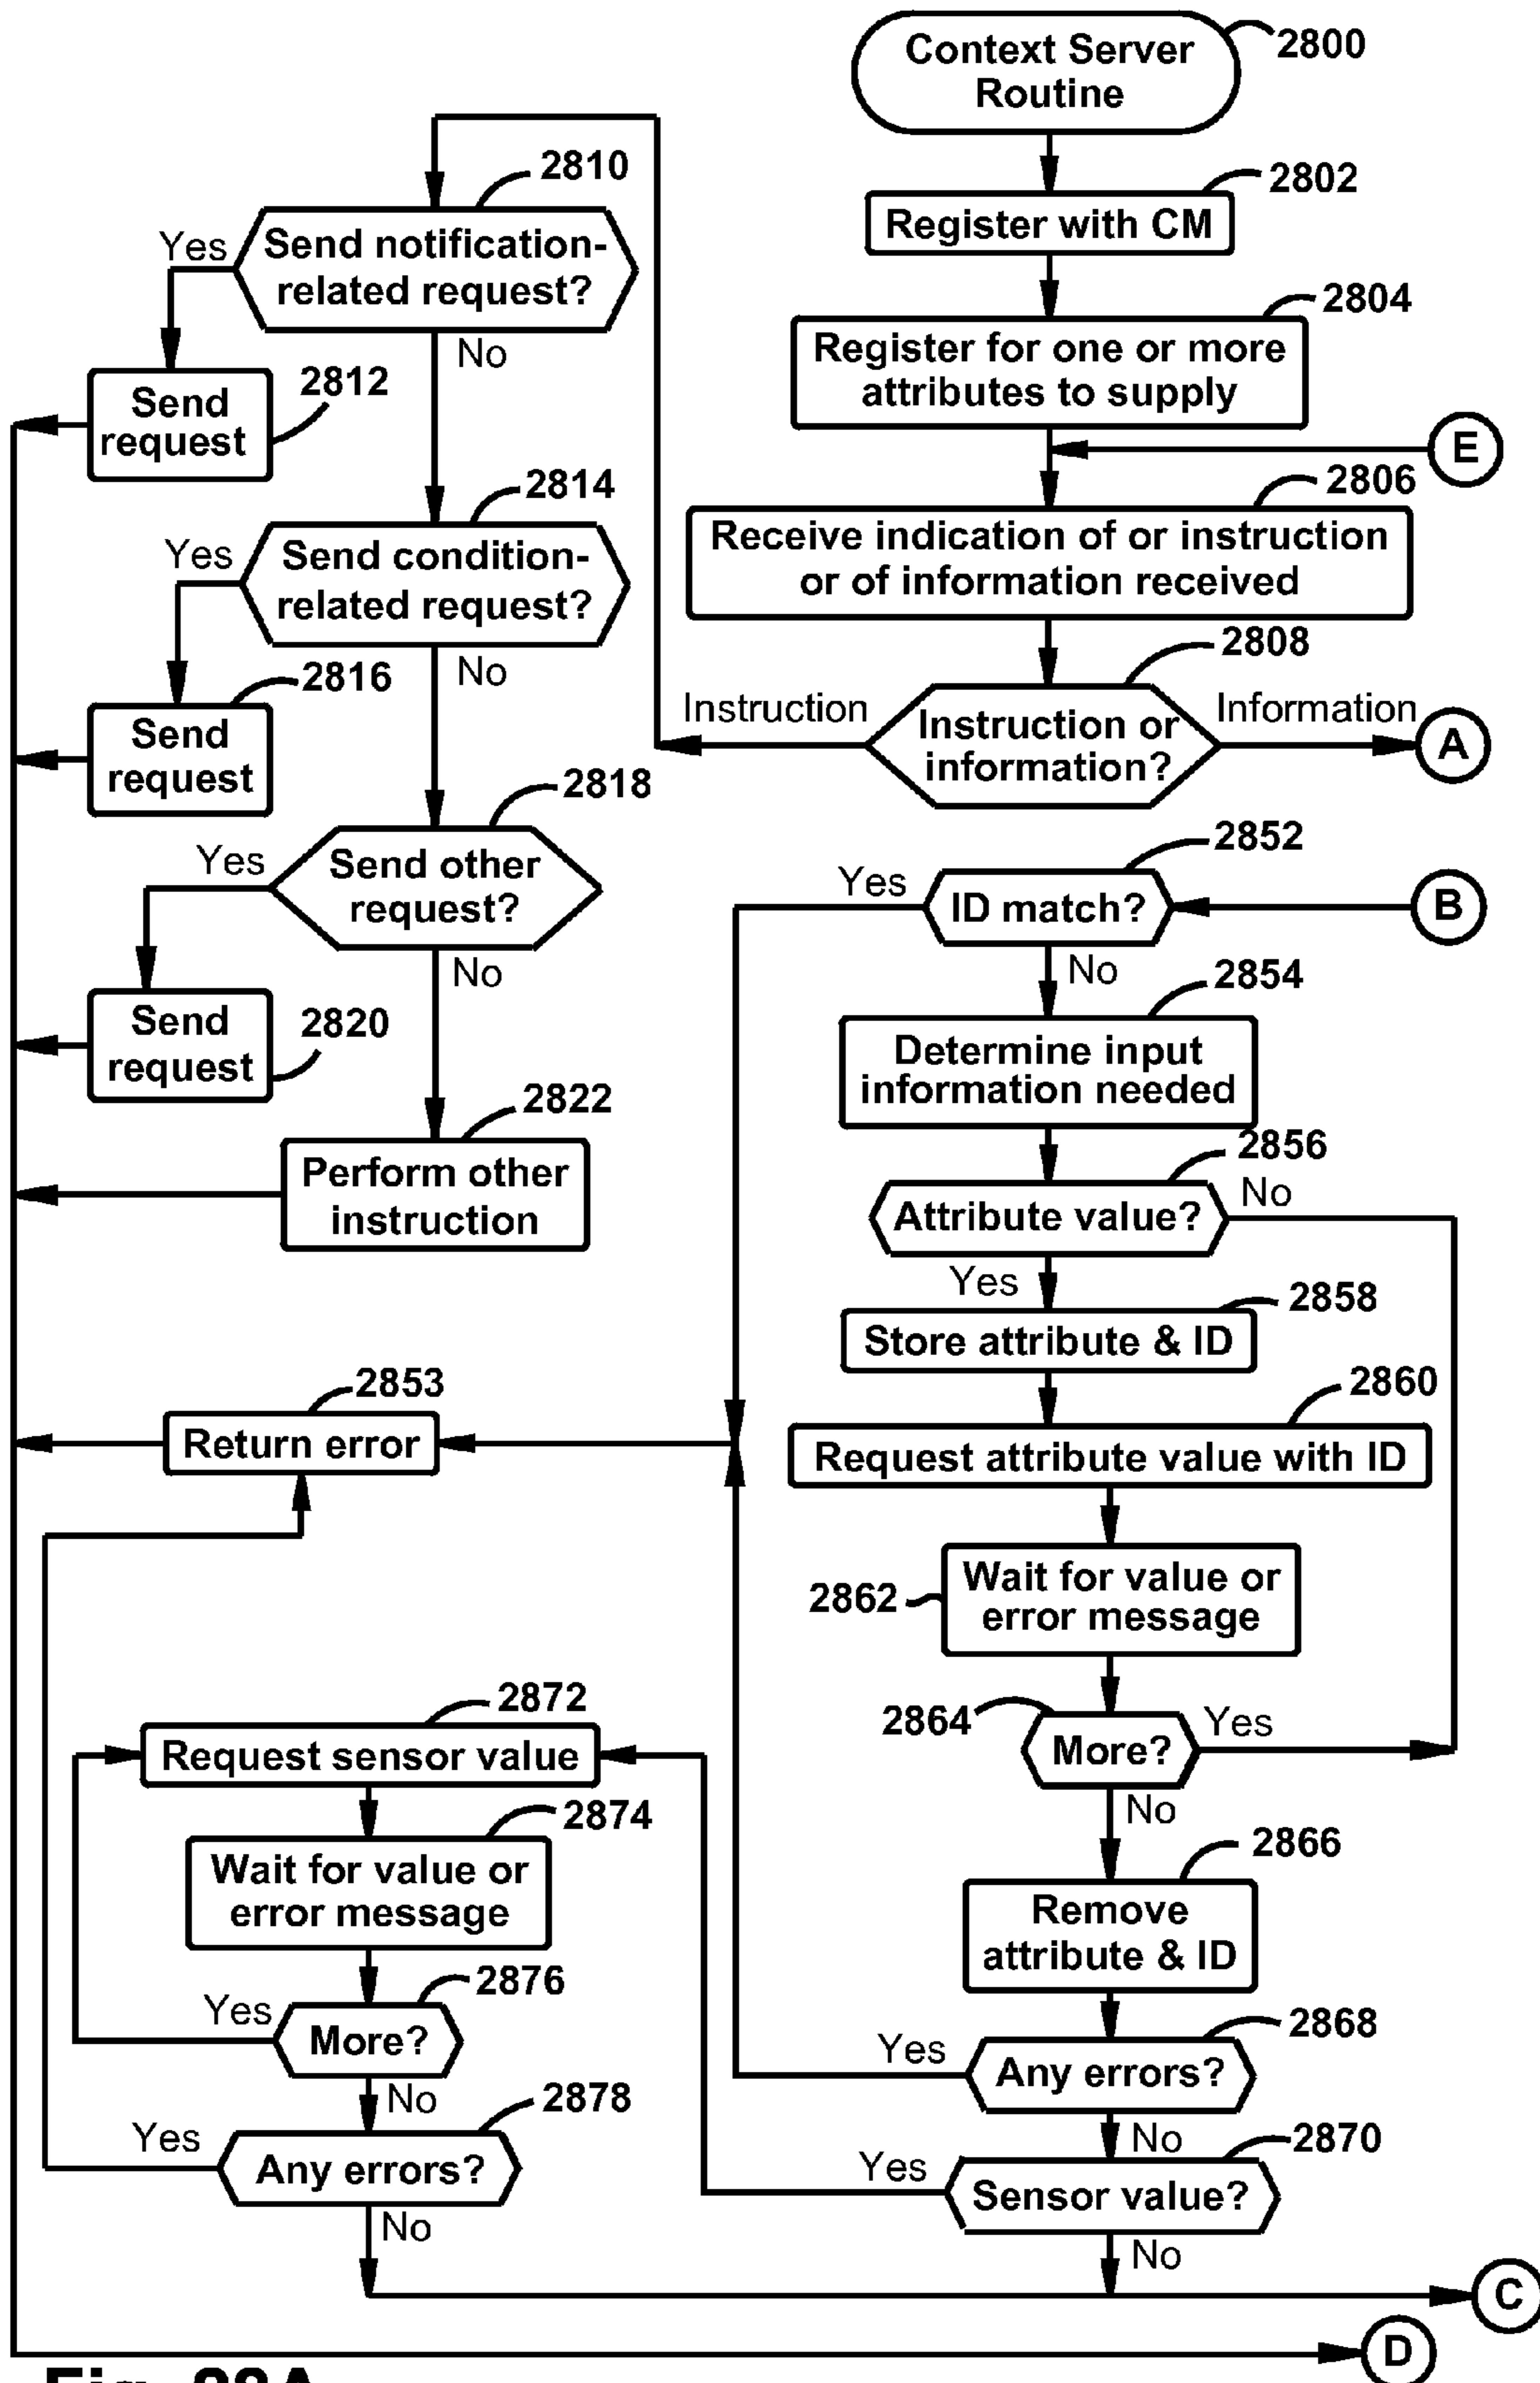 Context Server
Routine
2800
2802
Register with CM
2804
Register for one or more
attributes to supply
E
2806
Receive indication of or instruction
or of information received
2808
Instruction
Instruction or
information?
Information
A
2810
Yes
Send notification-
related request?
No
2812
Send
request
2814
Yes
Send condition-
related request?
No
2816
Send
request
2818
Yes
Send other
request?
No
2820
Send
request
2822
Perform other
instruction
2852
Yes
ID match?
B
No
2854
Determine input
information needed
2856
No
Attribute value?
Yes
2858
Store attribute & ID
2853
Return error
2860
Request attribute value with ID
2862
Wait for value or
error message
2864
More?
Yes
No
2866
Remove
attribute & ID
2868
Yes
Any errors?
No
2870
Yes
Sensor value?
No
2872
Request sensor value
2874
Wait for value or
error message
2876
Yes
More?
No
2878
Yes
Any errors?
No
C
D
Fig. 28A